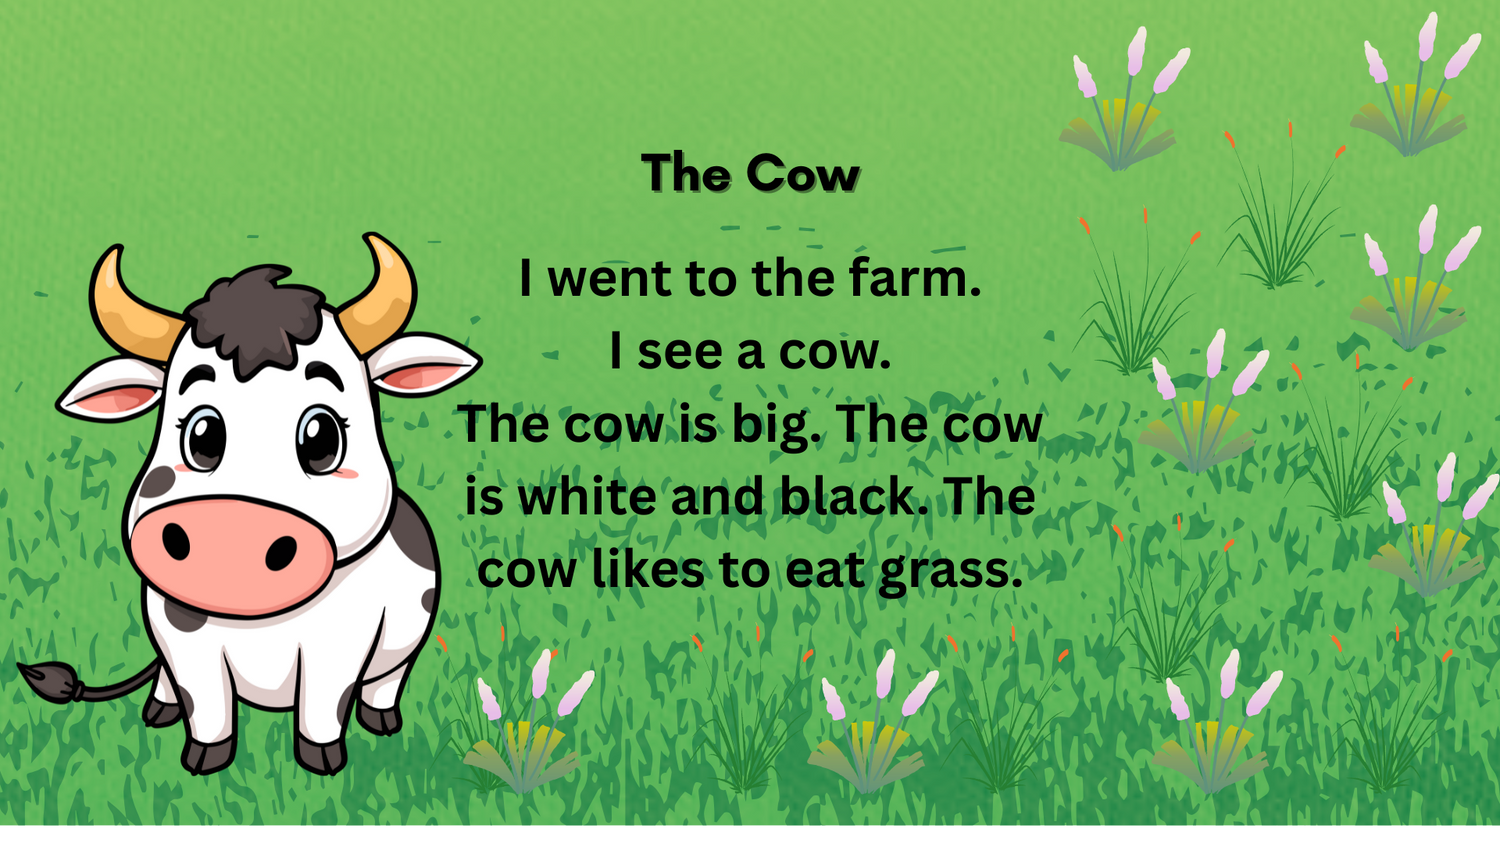 The Cow
I went to the farm.
I see a cow.
The cow is big. The cow
is white and black. The
cow likes to eat grass.